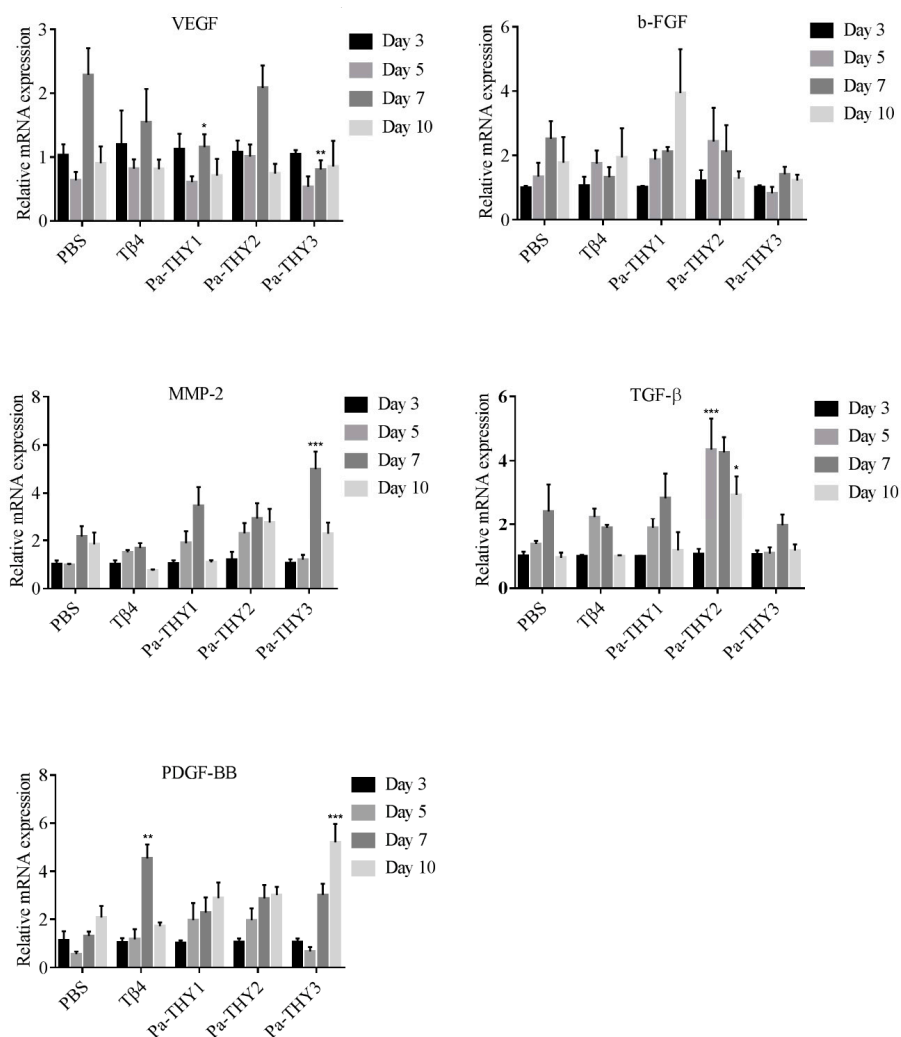 VEGF
Relative mRNA expression
3
2
1
0
*
**
PBS
Tβ4
Pa-THY1
Pa-THY2
Pa-THY3
Day 3
Day 5
Day 7
Day 10
b-FGF
Relative mRNA expression
6
4
2
0
PBS
Tβ4
Pa-THY1
Pa-THY2
Pa-THY3
Day 3
Day 5
Day 7
Day 10
MMP-2
Relative mRNA expression
8
6
4
2
0
***
PBS
Tβ4
Pa-THY1
Pa-THY2
Pa-THY3
Day 3
Day 5
Day 7
Day 10
TGF-β
Relative mRNA expression
6
4
2
0
***
*
PBS
Tβ4
Pa-THY1
Pa-THY2
Pa-THY3
Day 3
Day 5
Day 7
Day 10
PDGF-BB
Relative mRNA expression
8
6
4
2
0
**
***
PBS
Tβ4
Pa-THY1
Pa-THY2
Pa-THY3
Day 3
Day 5
Day 7
Day 10